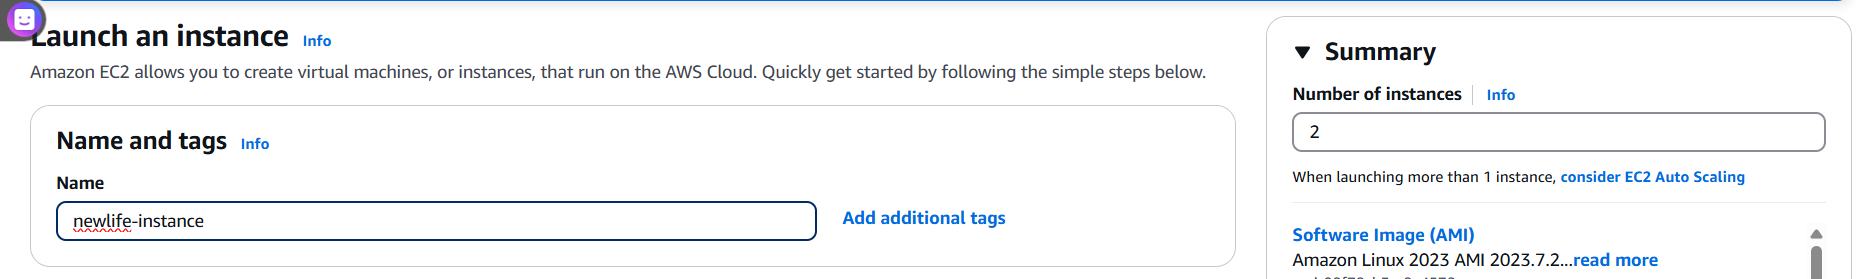 Launch an instance Info
Amazon EC2 allows you to create virtual machines, or instances, that run on the AWS Cloud. Quickly get started by following the simple steps below.
Name and tags Info
Name
newlife-instance
Add additional tags
Summary
Number of instances Info
2
When launching more than 1 instance, consider EC2 Auto Scaling
Software Image (AMI)
Amazon Linux 2023 AMI 2023.7.2...read more